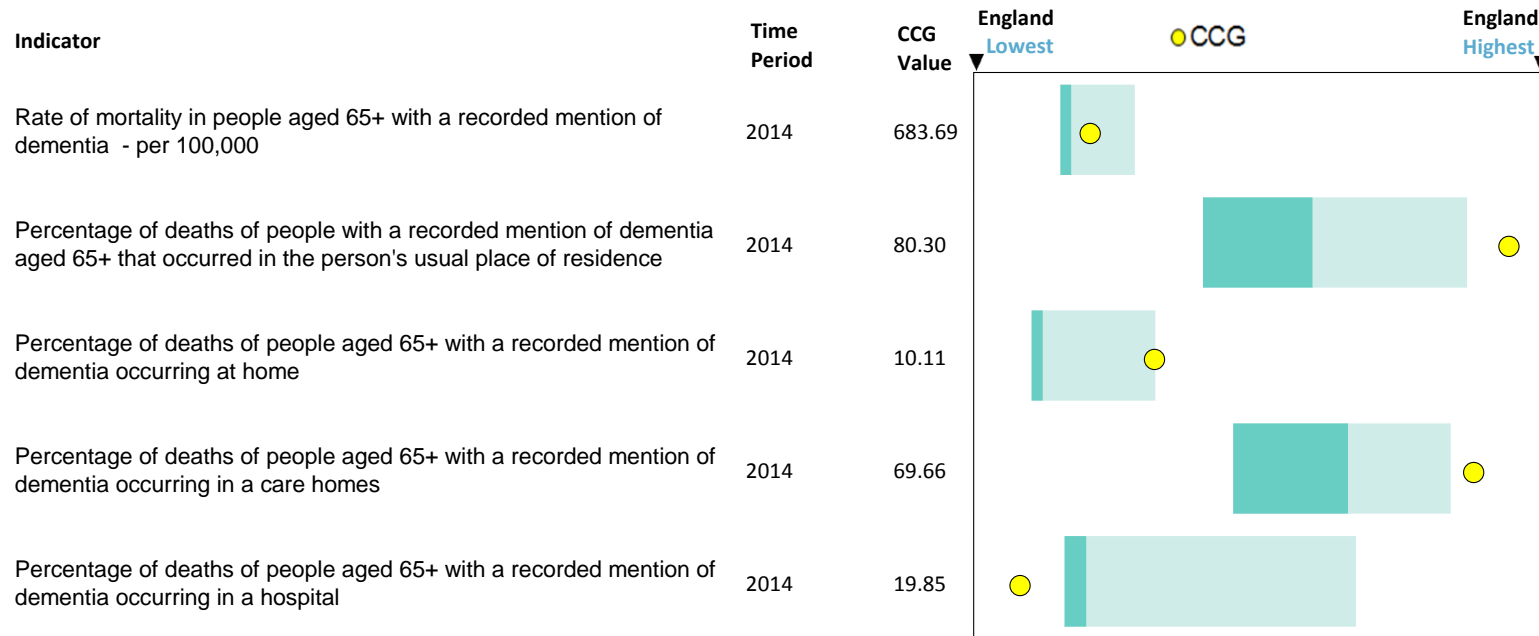 Indicator
Time Period
CCG Value
England Lowest
CCG
England Highest
Rate of mortality in people aged 65+ with a recorded mention of
dementia - per 100,000
2014
683.69
Percentage of deaths of people with a recorded mention of dementia
aged 65+ that occurred in the person's usual place of residence
2014
80.30
Percentage of deaths of people aged 65+ with a recorded mention of
dementia occurring at home
2014
10.11
Percentage of deaths of people aged 65+ with a recorded mention of
dementia occurring in a care homes
2014
69.66
Percentage of deaths of people aged 65+ with a recorded mention of
dementia occurring in a hospital
2014
19.85